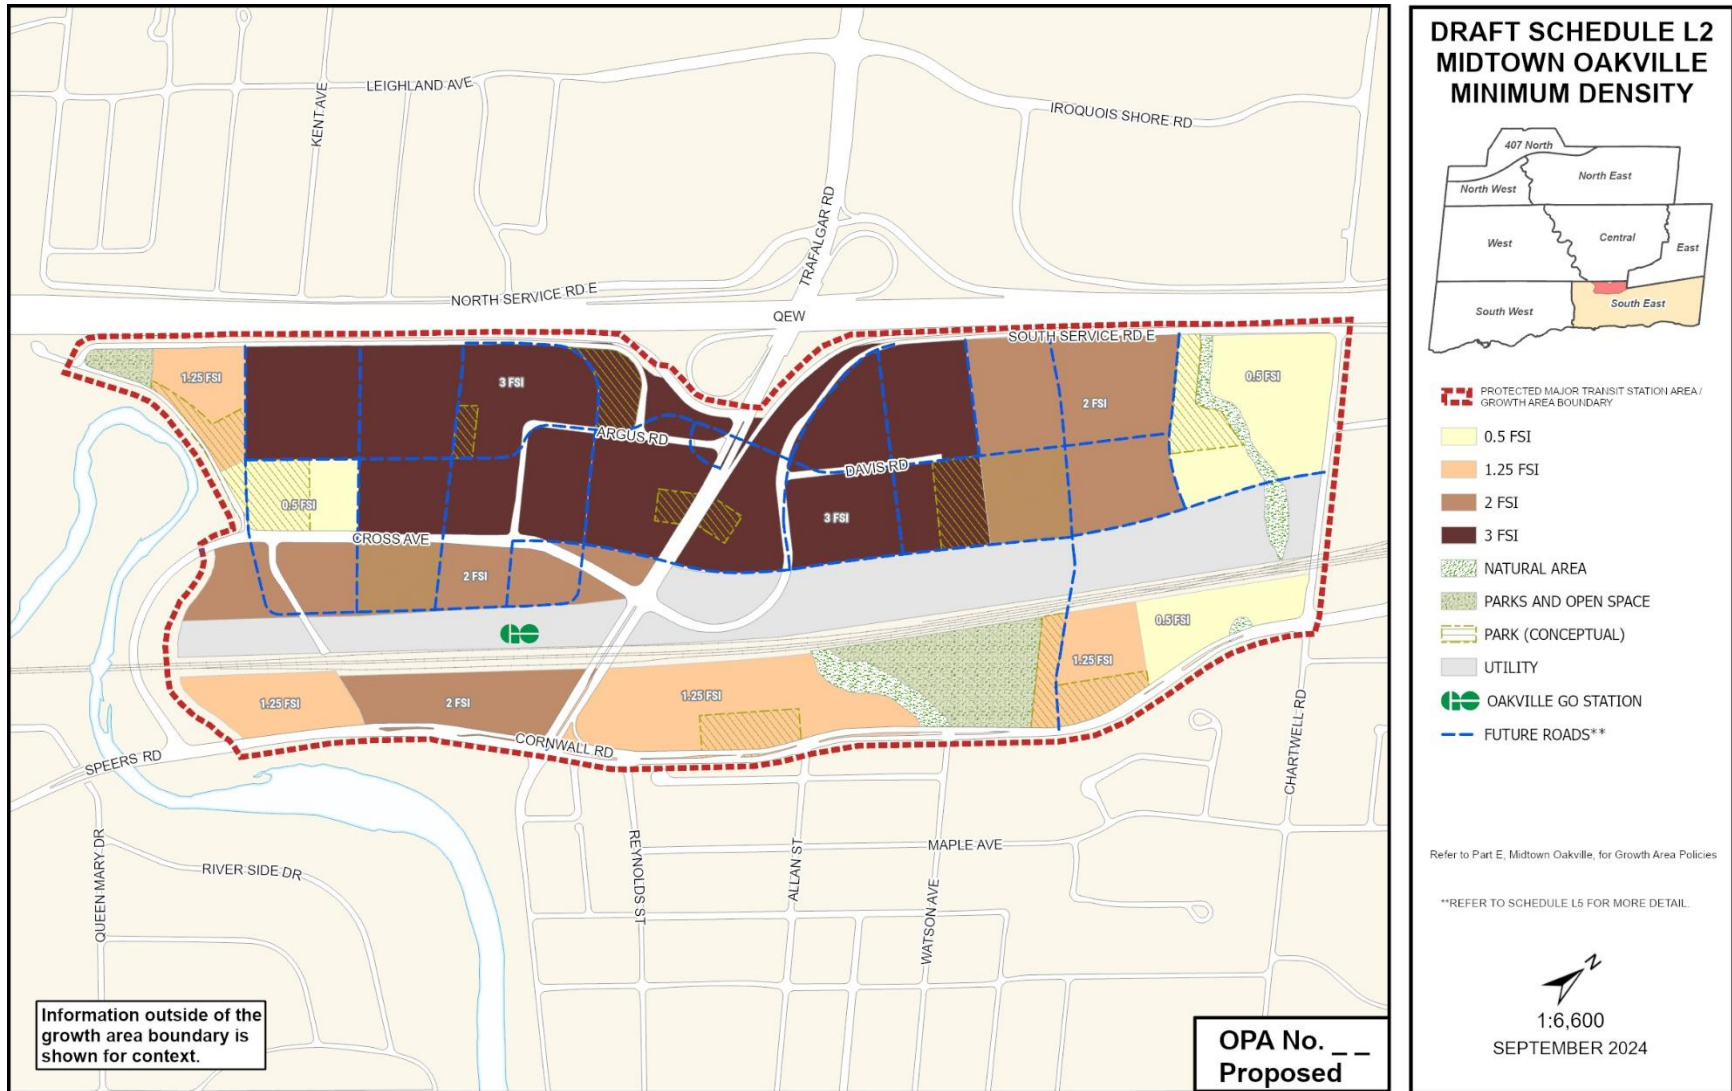 LEIGHLAND AVE
KENT AVE
IROQUOIS SHORE RD
TRAFALGAR RD
NORTH SERVICE RD E
QEW
SOUTH SERVICE RD E
1.25 FSI
3 FSI
2 FSI
0.5 FSI
ARGUS RD
DAVIS RD
0.5 FSI
3 FSI
CROSS AVE
2 FSI
GO
0.5 FSI
1.25 FSI
1.25 FSI
2 FSI
1.25 FSI
CORNWALL RD
SPEERS RD
CHARTWELL RD
QUEEN MARY DR
RIVER SIDE DR
REYNOLDS ST
ALLAN ST
WATSON AVE
MAPLE AVE
Information outside of the
growth area boundary is
shown for context.
OPA No. _ _
Proposed
DRAFT SCHEDULE L2
MIDTOWN OAKVILLE
MINIMUM DENSITY
407 North
North West
North East
West
Central
East
South West
South East
PROTECTED MAJOR TRANSIT STATION AREA /
GROWTH AREA BOUNDARY
0.5 FSI
1.25 FSI
2 FSI
3 FSI
NATURAL AREA
PARKS AND OPEN SPACE
PARK (CONCEPTUAL)
UTILITY
GO OAKVILLE GO STATION
FUTURE ROADS**
Refer to Part E, Midtown Oakville, for Growth Area Policies
**REFER TO SCHEDULE L5 FOR MORE DETAIL.
N
1:6,600
SEPTEMBER 2024